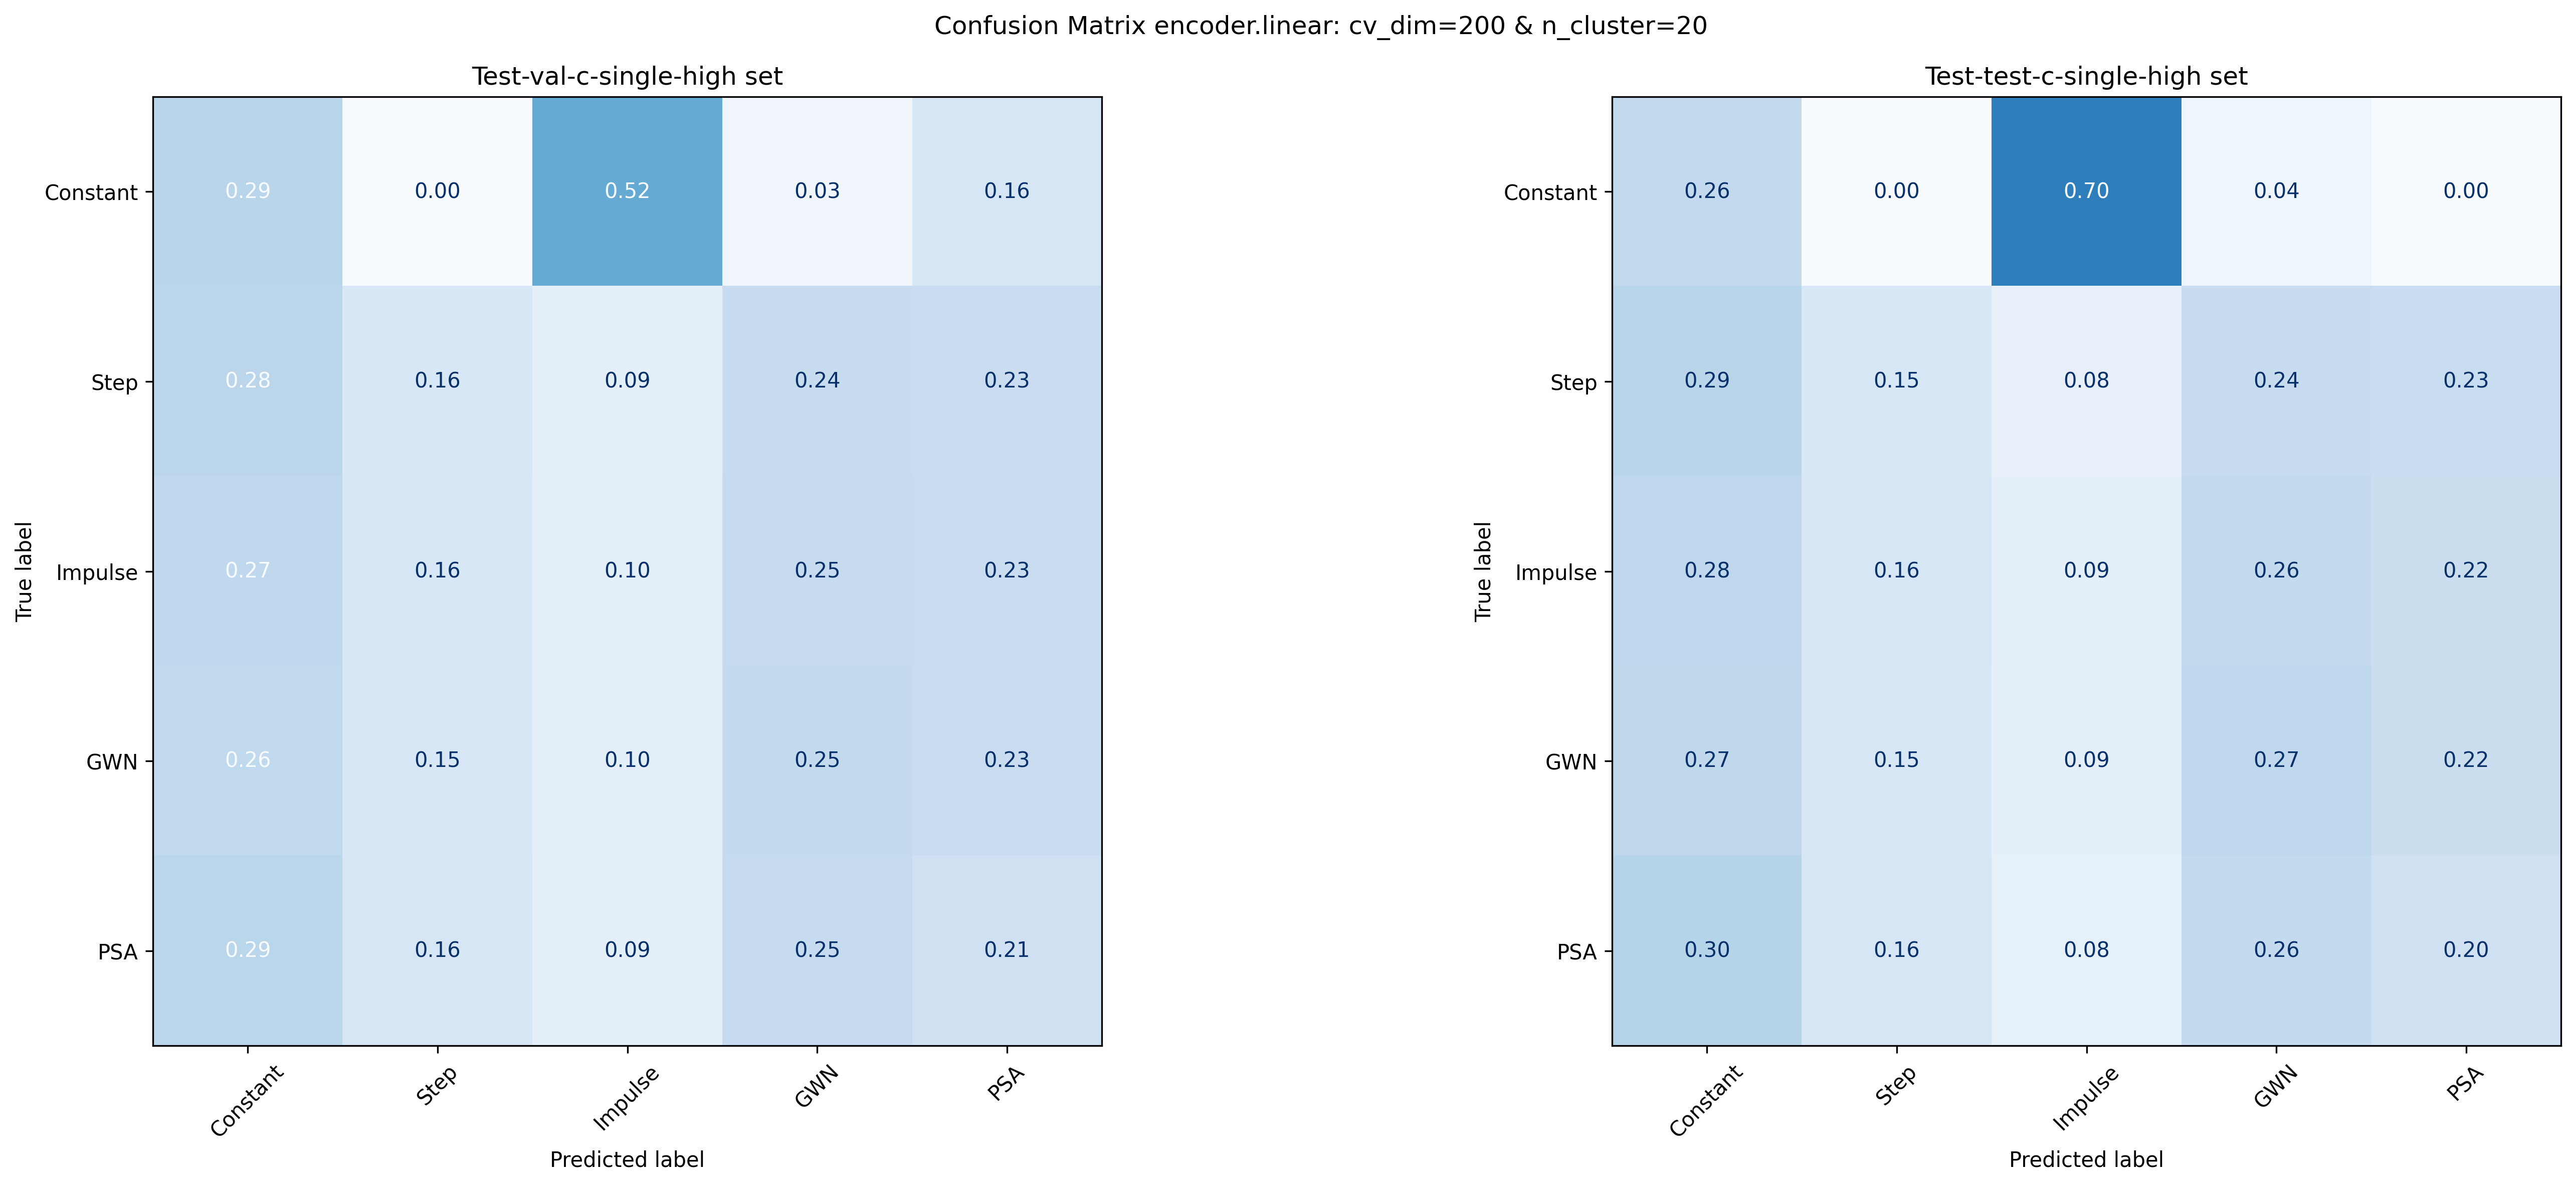 Confusion Matrix encoder.linear: cv_dim=200 & n_cluster=20
Test-val-c-single-high set
True label
Constant 0.29 0.00 0.52 0.03 0.16
Step 0.28 0.16 0.09 0.24 0.23
Impulse 0.27 0.16 0.10 0.25 0.23
GWN 0.26 0.15 0.10 0.25 0.23
PSA 0.29 0.16 0.09 0.25 0.21
Constant Step Impulse GWN PSA
Predicted label
Test-test-c-single-high set
True label
Constant 0.26 0.00 0.70 0.04 0.00
Step 0.29 0.15 0.08 0.24 0.23
Impulse 0.28 0.16 0.09 0.26 0.22
GWN 0.27 0.15 0.09 0.27 0.22
PSA 0.30 0.16 0.08 0.26 0.20
Constant Step Impulse GWN PSA
Predicted label